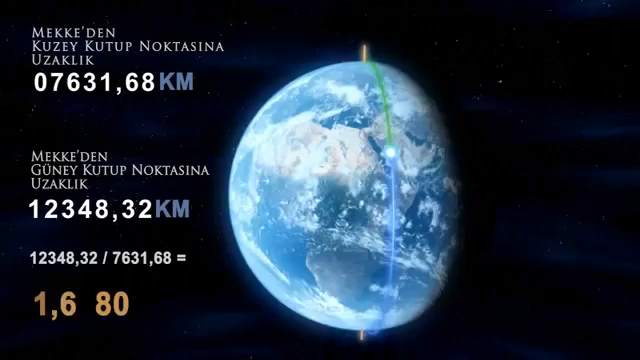 MEKKE'DEN
KUZEY KUTUP NOKTASINA
UZAKLIK
07631,68 KM
MEKKE'DEN
GÜNEY KUTUP NOKTASINA
UZAKLIK
12348,32 KM
12348,32 / 7631,68 =
1,6 80